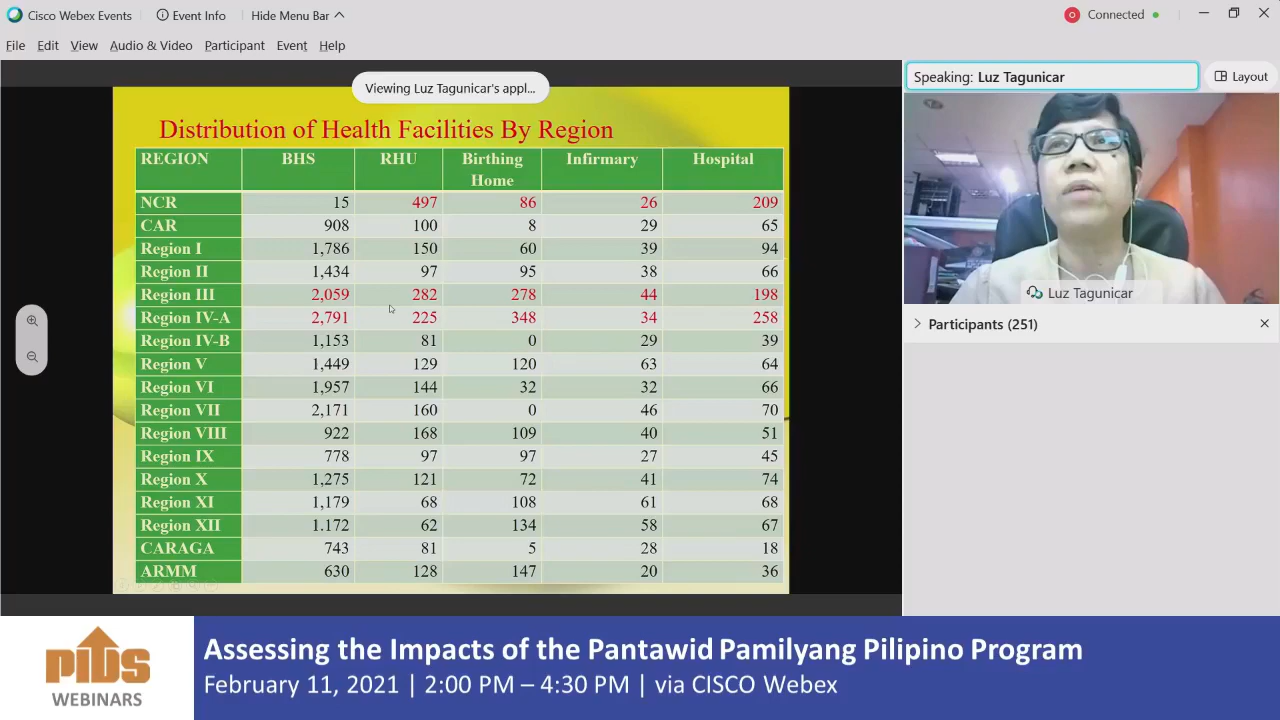 Cisco Webex Events Event Info Hide Menu Bar Connected
File Edit View Audio & Video Participant Event Help
Viewing Luz Tagunicar's appl...
Speaking: Luz Tagunicar Layout
Distribution of Health Facilities By Region
REGION BHS RHU Birthing Home Infirmary Hospital
NCR 15 497 86 26 209
CAR 908 100 8 29 65
Region I 1,786 150 60 39 94
Region II 1,434 97 95 38 66
Region III 2,059 282 278 44 198
Region IV-A 2,791 225 348 34 258
Region IV-B 1,153 81 0 29 39
Region V 1,449 129 120 63 64
Region VI 1,957 144 32 32 66
Region VII 2,171 160 0 46 70
Region VIII 922 168 109 40 51
Region IX 778 97 97 27 45
Region X 1,275 121 72 41 74
Region XI 1,179 68 108 61 68
Region XII 1.172 62 134 58 67
CARAGA 743 81 5 28 18
ARMM 630 128 147 20 36
Luz Tagunicar
Participants (251)
PIDS
WEBINARS
Assessing the Impacts of the Pantawid Pamilyang Pilipino Program
February 11, 2021 | 2:00 PM – 4:30 PM | via CISCO Webex